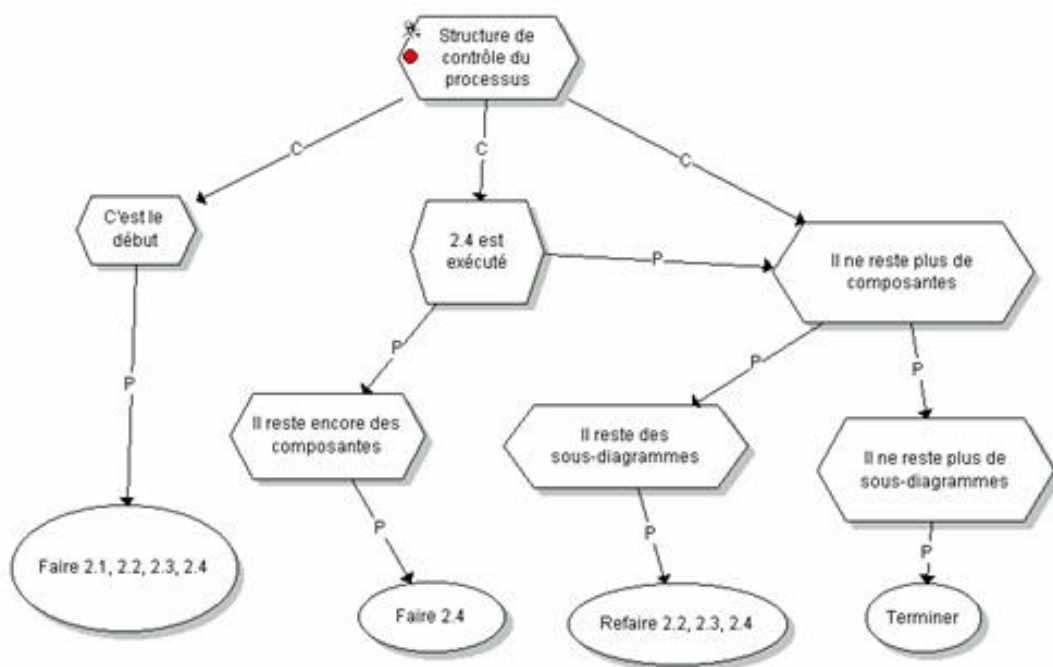 Structure de
contrôle du
processus
C
C
C
C'est le
début
2.4 est
exécuté
P
Il ne reste plus de
composantes
P
P
P
P
Il reste encore des
composantes
Il reste des
sous-diagrammes
Il ne reste plus de
sous-diagrammes
P
P
P
Faire 2.1, 2.2, 2.3, 2.4
Faire 2.4
Refaire 2.2, 2.3, 2.4
Terminer